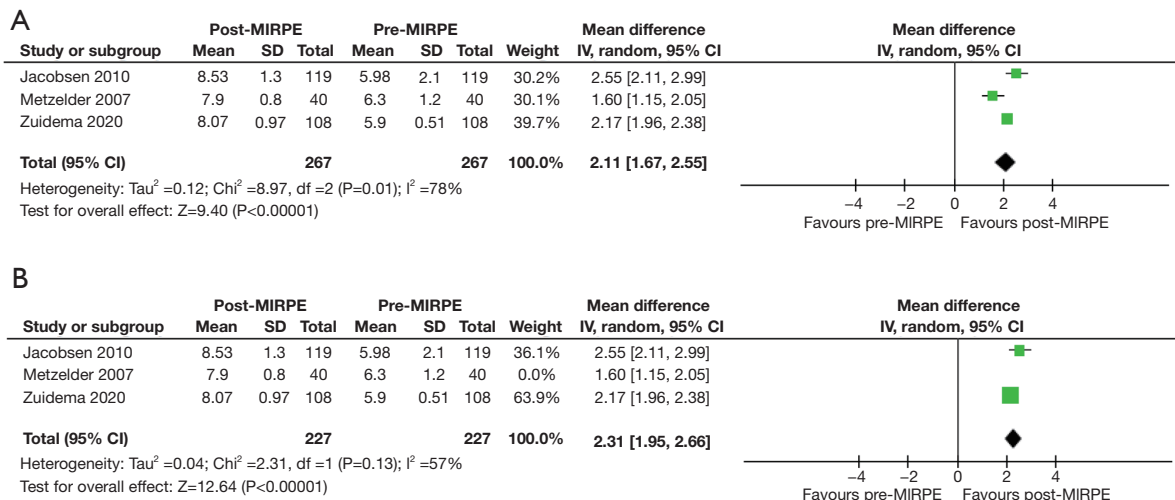 A
Post-MIRPE Pre-MIRPE Mean difference Mean difference
Study or subgroup Mean SD Total Mean SD Total Weight IV, random, 95% CI IV, random, 95% CI
Jacobsen 2010 8.53 1.3 119 5.98 2.1 119 30.2% 2.55 [2.11, 2.99]
Metzelder 2007 7.9 0.8 40 6.3 1.2 40 30.1% 1.60 [1.15, 2.05]
Zuidema 2020 8.07 0.97 108 5.9 0.51 108 39.7% 2.17 [1.96, 2.38]
Total (95% CI) 267 267 100.0% 2.11 [1.67, 2.55]
Heterogeneity: Tau² =0.12; Chi² =8.97, df =2 (P=0.01); I² =78%
Test for overall effect: Z=9.40 (P<0.00001)
−4 −2 0 2 4
Favours pre-MIRPE Favours post-MIRPE
B
Post-MIRPE Pre-MIRPE Mean difference Mean difference
Study or subgroup Mean SD Total Mean SD Total Weight IV, random, 95% CI IV, random, 95% CI
Jacobsen 2010 8.53 1.3 119 5.98 2.1 119 36.1% 2.55 [2.11, 2.99]
Metzelder 2007 7.9 0.8 40 6.3 1.2 40 0.0% 1.60 [1.15, 2.05]
Zuidema 2020 8.07 0.97 108 5.9 0.51 108 63.9% 2.17 [1.96, 2.38]
Total (95% CI) 227 227 100.0% 2.31 [1.95, 2.66]
Heterogeneity: Tau² =0.04; Chi² =2.31, df =1 (P=0.13); I² =57%
Test for overall effect: Z=12.64 (P<0.00001)
−4 −2 0 2 4
Favours pre-MIRPE Favours post-MIRPE